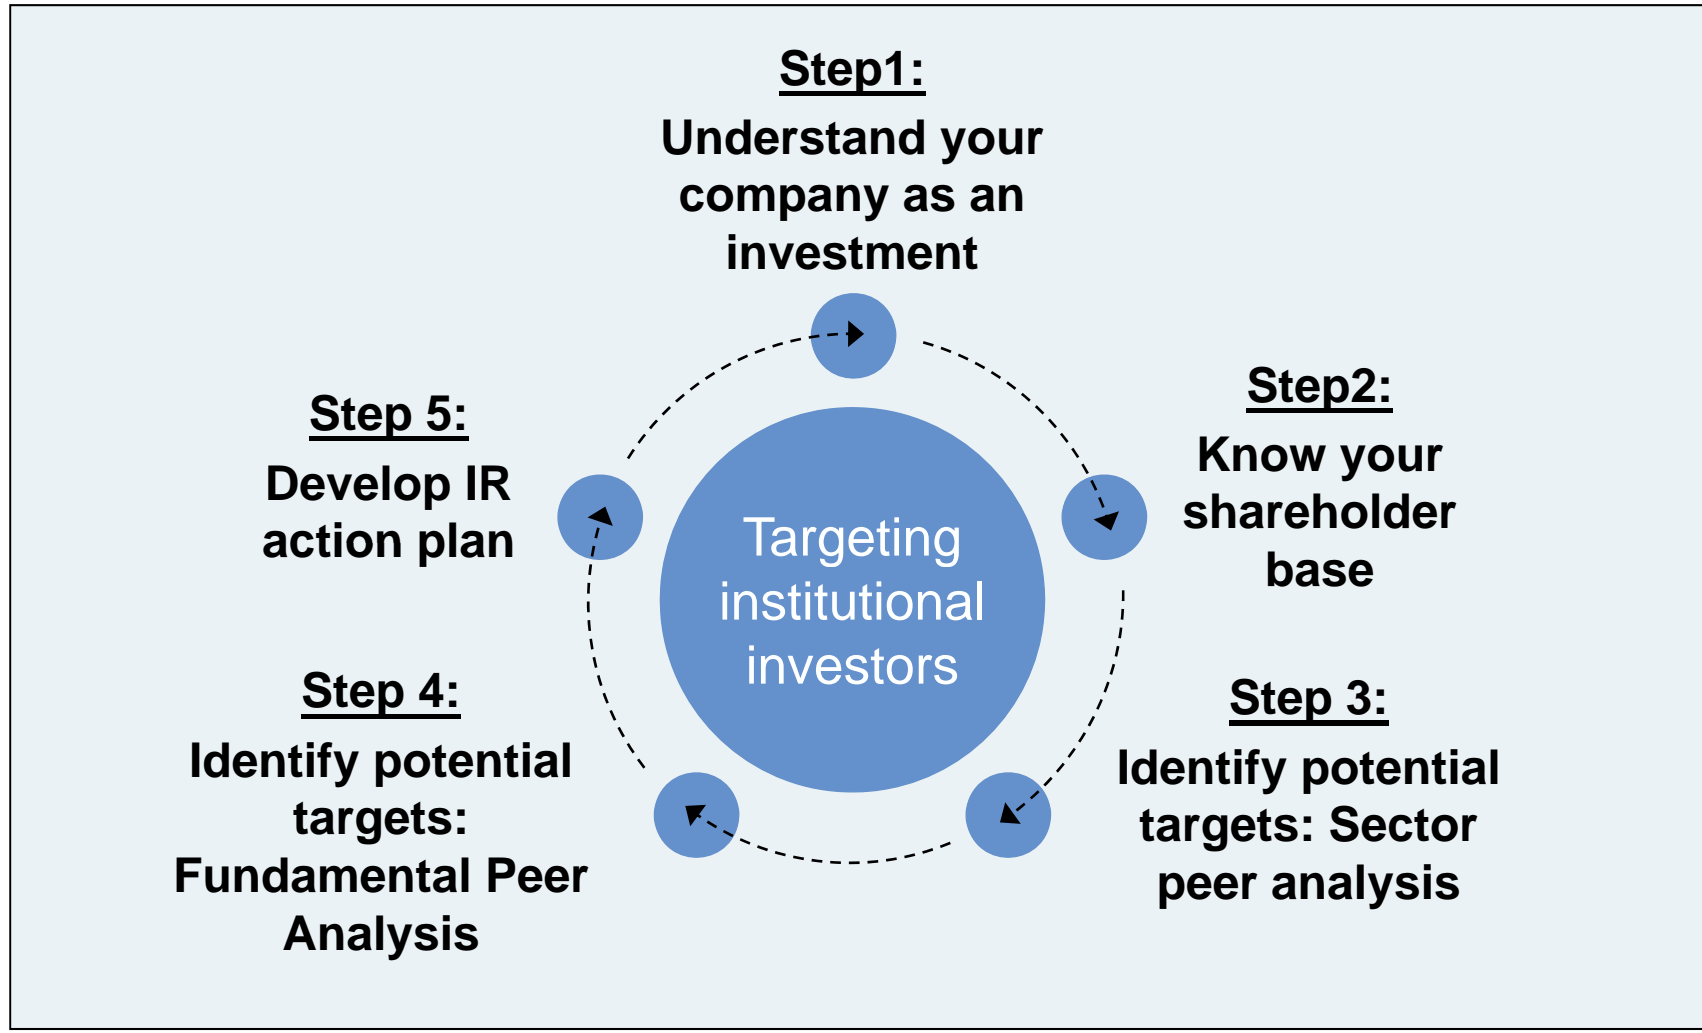 Step1:
Understand your
company as an
investment
Step2:
Know your
shareholder
base
Step 3:
Identify potential
targets: Sector
peer analysis
Step 4:
Identify potential
targets:
Fundamental Peer
Analysis
Step 5:
Develop IR
action plan
Targeting
institutional
investors